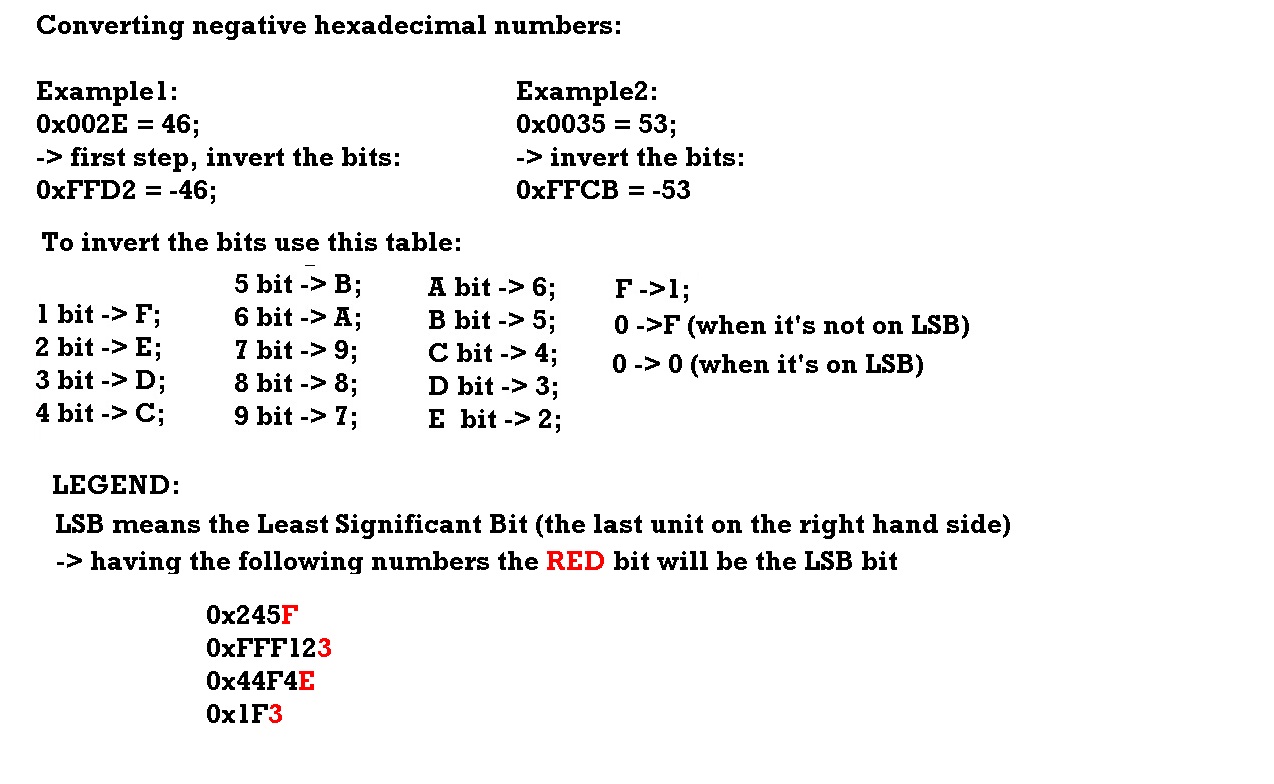 Converting negative hexadecimal numbers:
Example1:
0x002E = 46;
-> first step, invert the bits:
0xFFD2 = -46;
Example2:
0x0035 = 53;
-> invert the bits:
0xFFCB = -53
To invert the bits use this table:
1 bit -> F;
2 bit -> E;
3 bit -> D;
4 bit -> C;
5 bit -> B;
6 bit -> A;
7 bit -> 9;
8 bit -> 8;
9 bit -> 7;
A bit -> 6;
B bit -> 5;
C bit -> 4;
D bit -> 3;
E  bit -> 2;
F ->1;
0 ->F (when it's not on LSB)
0 -> 0 (when it's on LSB)
LEGEND:
LSB means the Least Significant Bit (the last unit on the right hand side)
-> having the following numbers the RED bit will be the LSB bit
0x245F
0xFFF123
0x44F4E
0x1F3